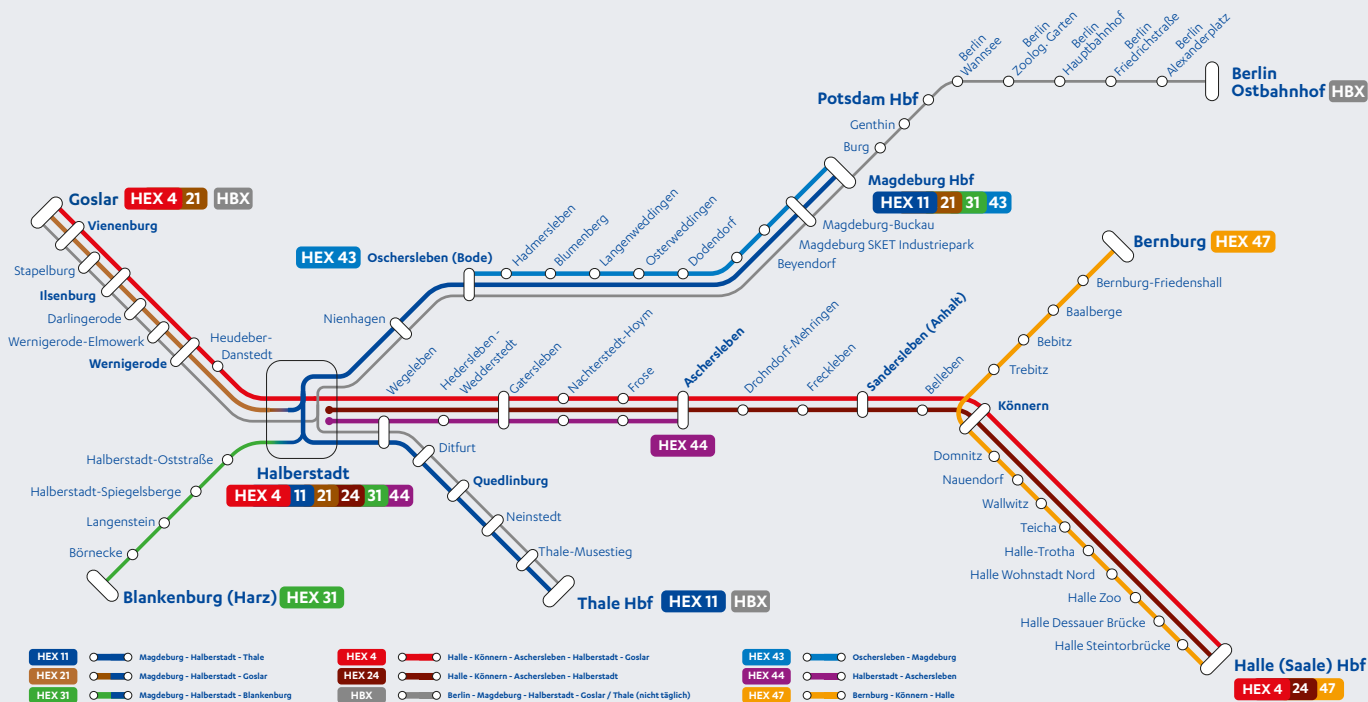 Berlin
Wannsee
Berlin
Zoolog. Garten
Berlin
Hauptbahnhof
Berlin
Friedrichstraße
Berlin
Alexanderplatz
Berlin
Ostbahnhof HBX
Potsdam Hbf
Genthin
Burg
Magdeburg Hbf
HEX 11 21 31 43
Magdeburg-Buckau
Magdeburg SKET Industriepark
Beyendorf
Dodendorf
Osterweddingen
Langenweddingen
Blumenberg
Hadmersleben
HEX 43 Oschersleben (Bode)
Nienhagen
Goslar HEX 4 21 HBX
Vienenburg
Stapelburg
Ilsenburg
Darlingerode
Wernigerode-Elmowerk
Wernigerode
Heudeber-
Danstedt
Halberstadt
HEX 4 11 21 24 31 44
Halberstadt-Oststraße
Halberstadt-Spiegelsberge
Langenstein
Börnecke
Blankenburg (Harz) HEX 31
Wegeleben
Hedersleben -
Wedderstedt
Gatersleben
Nachterstedt-Hoym
Frose
Aschersleben
HEX 44
Drohndorf-Mehringen
Freckleben
Sandersleben (Anhalt)
Belleben
Könnern
Ditfurt
Quedlinburg
Neinstedt
Thale-Musestieg
Thale Hbf HEX 11 HBX
Bernburg HEX 47
Bernburg-Friedenshall
Baalberge
Bebitz
Trebitz
Domnitz
Nauendorf
Wallwitz
Teicha
Halle-Trotha
Halle Wohnstadt Nord
Halle Zoo
Halle Dessauer Brücke
Halle Steintorbrücke
Halle (Saale) Hbf
HEX 4 24 47
HEX 11 Magdeburg - Halberstadt - Thale
HEX 21 Magdeburg - Halberstadt - Goslar
HEX 31 Magdeburg - Halberstadt - Blankenburg
HEX 4 Halle - Könnern - Aschersleben - Halberstadt - Goslar
HEX 24 Halle - Könnern - Aschersleben - Halberstadt
HBX Berlin - Magdeburg - Halberstadt - Goslar / Thale (nicht täglich)
HEX 43 Oschersleben - Magdeburg
HEX 44 Halberstadt - Aschersleben
HEX 47 Bernburg - Könnern - Halle